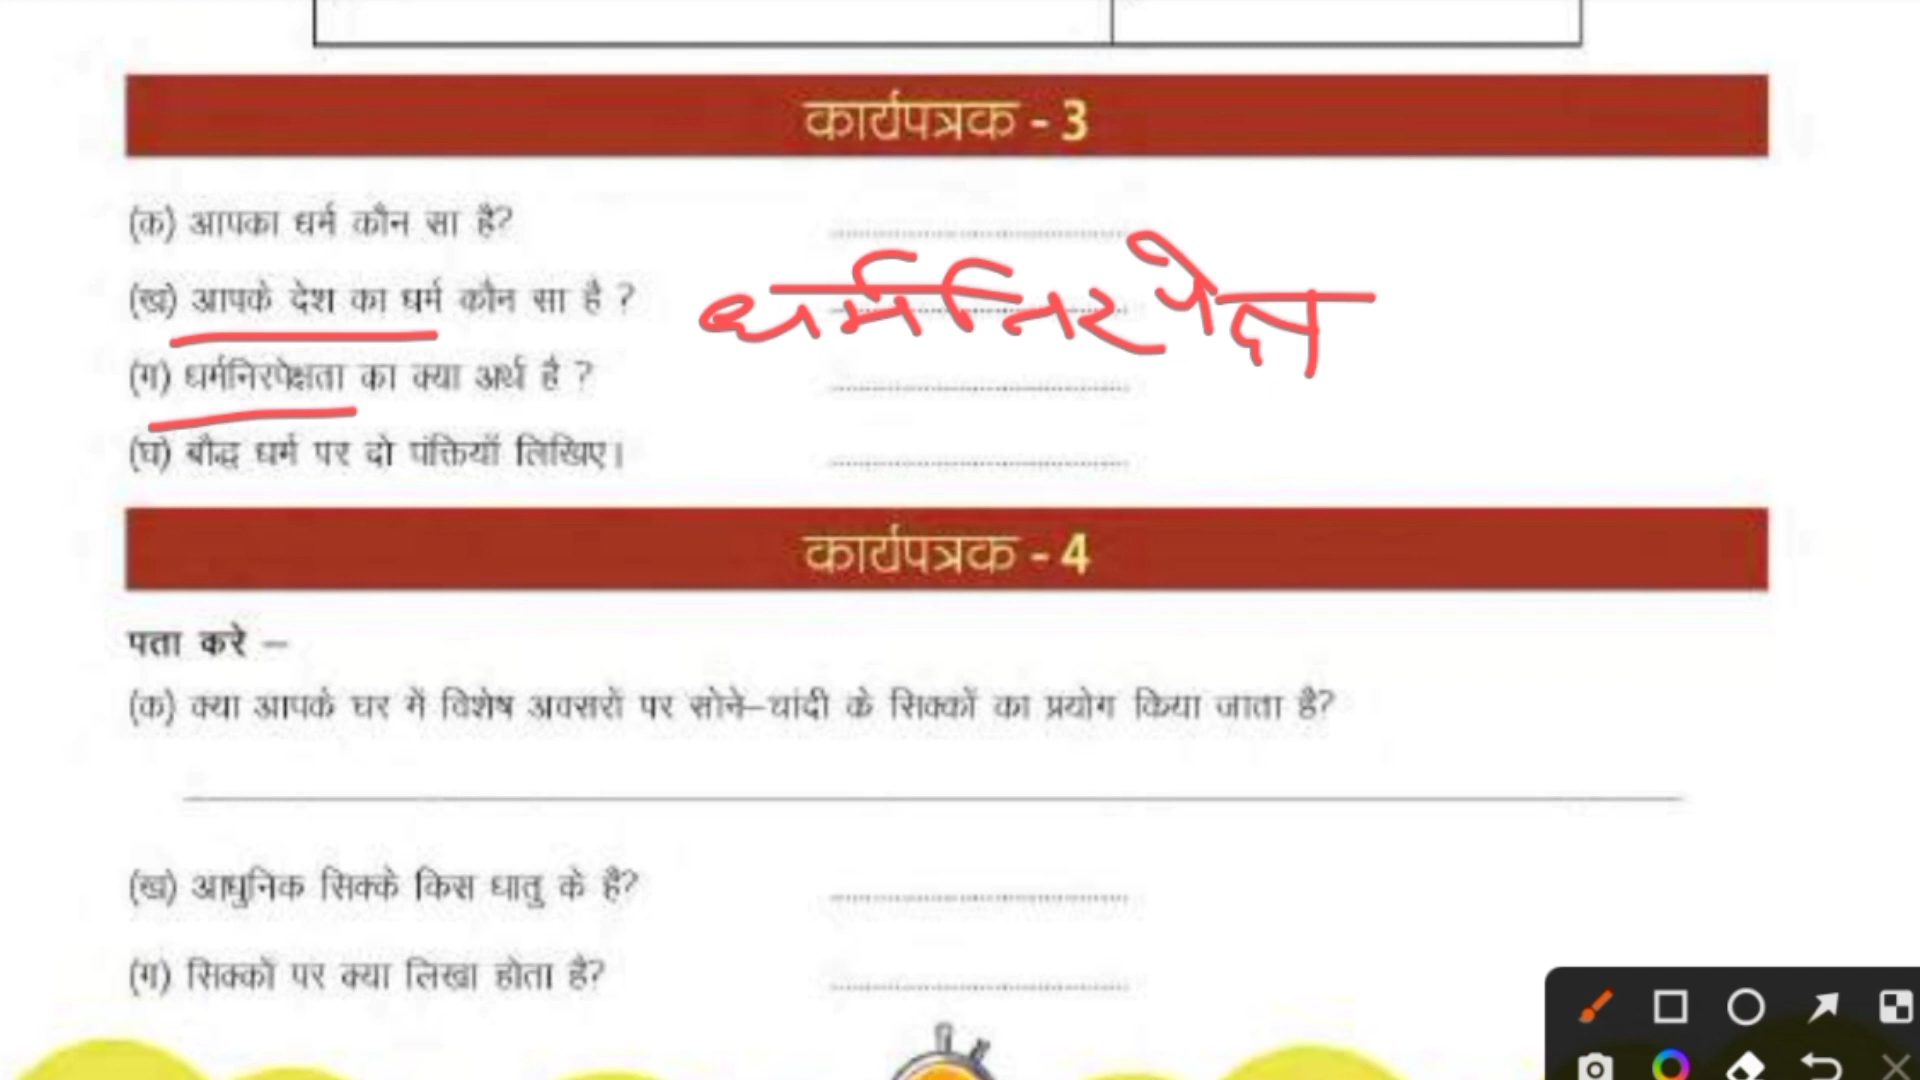 कार्यपत्रक - 3
(क) आपका धर्म कौन सा है?
(ख) आपके देश का धर्म कौन सा है ? धर्मनिरपेक्ष
(ग) धर्मनिरपेक्षता का क्या अर्थ है ?
(घ) बौद्ध धर्म पर दो पंक्तियाँ लिखिए।
कार्यपत्रक - 4
पता करे –
(क) क्या आपके घर में विशेष अवसरों पर सोने–चांदी के सिक्कों का प्रयोग किया जाता है?
(ख) आधुनिक सिक्के किस धातु के हैं?
(ग) सिक्कों पर क्या लिखा होता है?